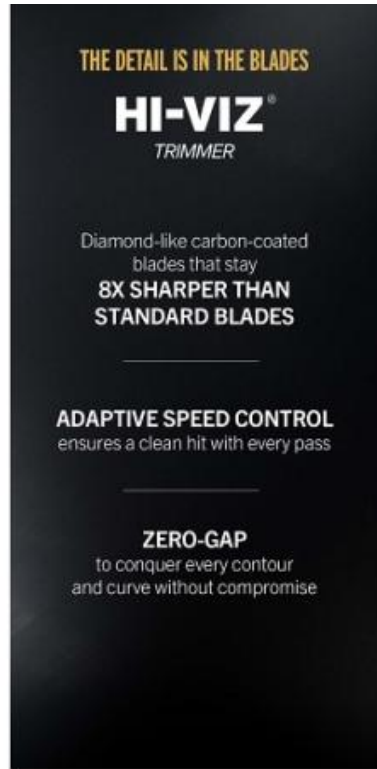 THE DETAIL IS IN THE BLADES
HI-VIZ®
TRIMMER
Diamond-like carbon-coated
blades that stay
8X SHARPER THAN
STANDARD BLADES
ADAPTIVE SPEED CONTROL
ensures a clean hit with every pass
ZERO-GAP
to conquer every contour
and curve without compromise